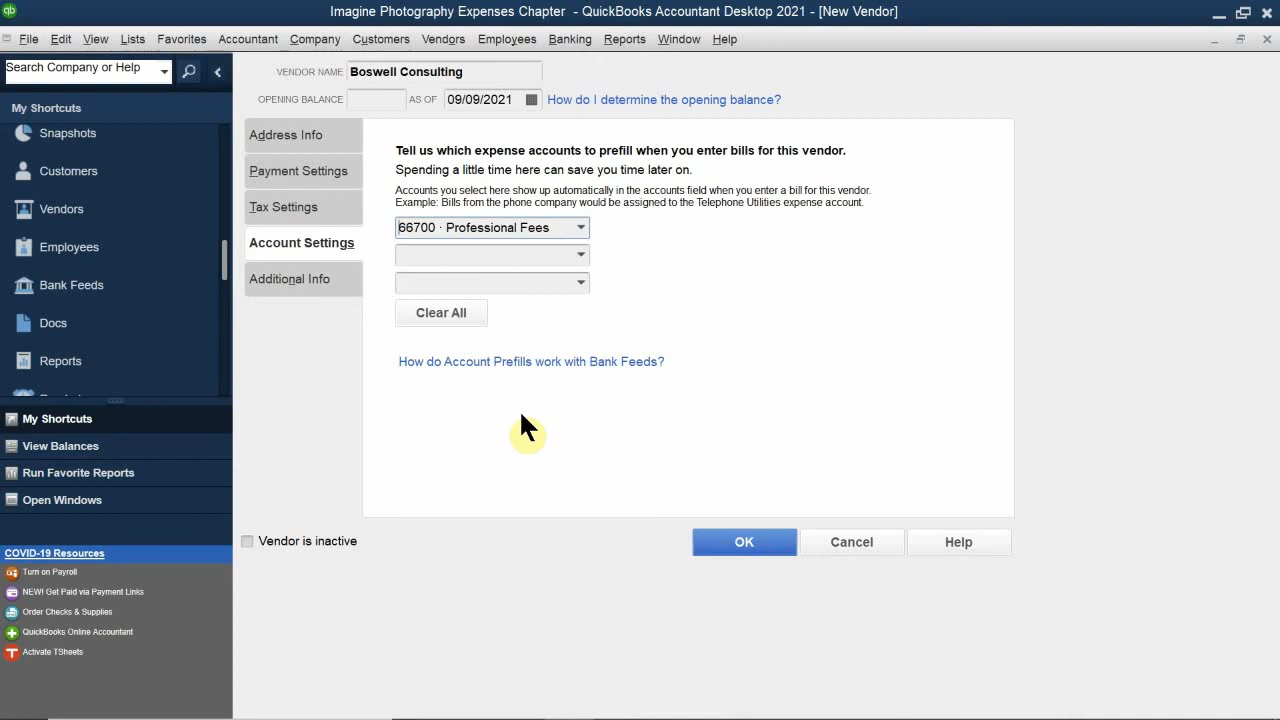 Imagine Photography Expenses Chapter - QuickBooks Accountant Desktop 2021 - [New Vendor]
File Edit View Lists Favorites Accountant Company Customers Vendors Employees Banking Reports Window Help
Search Company or Help
My Shortcuts
Snapshots
Customers
Vendors
Employees
Bank Feeds
Docs
Reports
My Shortcuts
View Balances
Run Favorite Reports
Open Windows
COVID-19 Resources
Turn on Payroll
NEW! Get Paid via Payment Links
Order Checks & Supplies
QuickBooks Online Accountant
Activate TSheets
VENDOR NAME Boswell Consulting
OPENING BALANCE AS OF 09/09/2021 How do I determine the opening balance?
Address Info
Payment Settings
Tax Settings
Account Settings
Additional Info
Tell us which expense accounts to prefill when you enter bills for this vendor.
Spending a little time here can save you time later on.
Accounts you select here show up automatically in the accounts field when you enter a bill for this vendor.
Example: Bills from the phone company would be assigned to the Telephone Utilities expense account.
66700 · Professional Fees
Clear All
How do Account Prefills work with Bank Feeds?
Vendor is inactive
OK Cancel Help